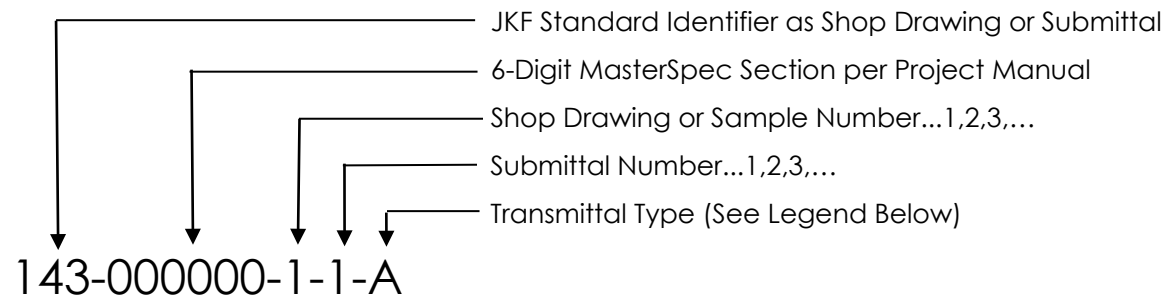 JKF Standard Identifier as Shop Drawing or Submittal
6-Digit MasterSpec Section per Project Manual
Shop Drawing or Sample Number...1,2,3,…
Submittal Number...1,2,3,…
Transmittal Type (See Legend Below)
143-000000-1-1-A